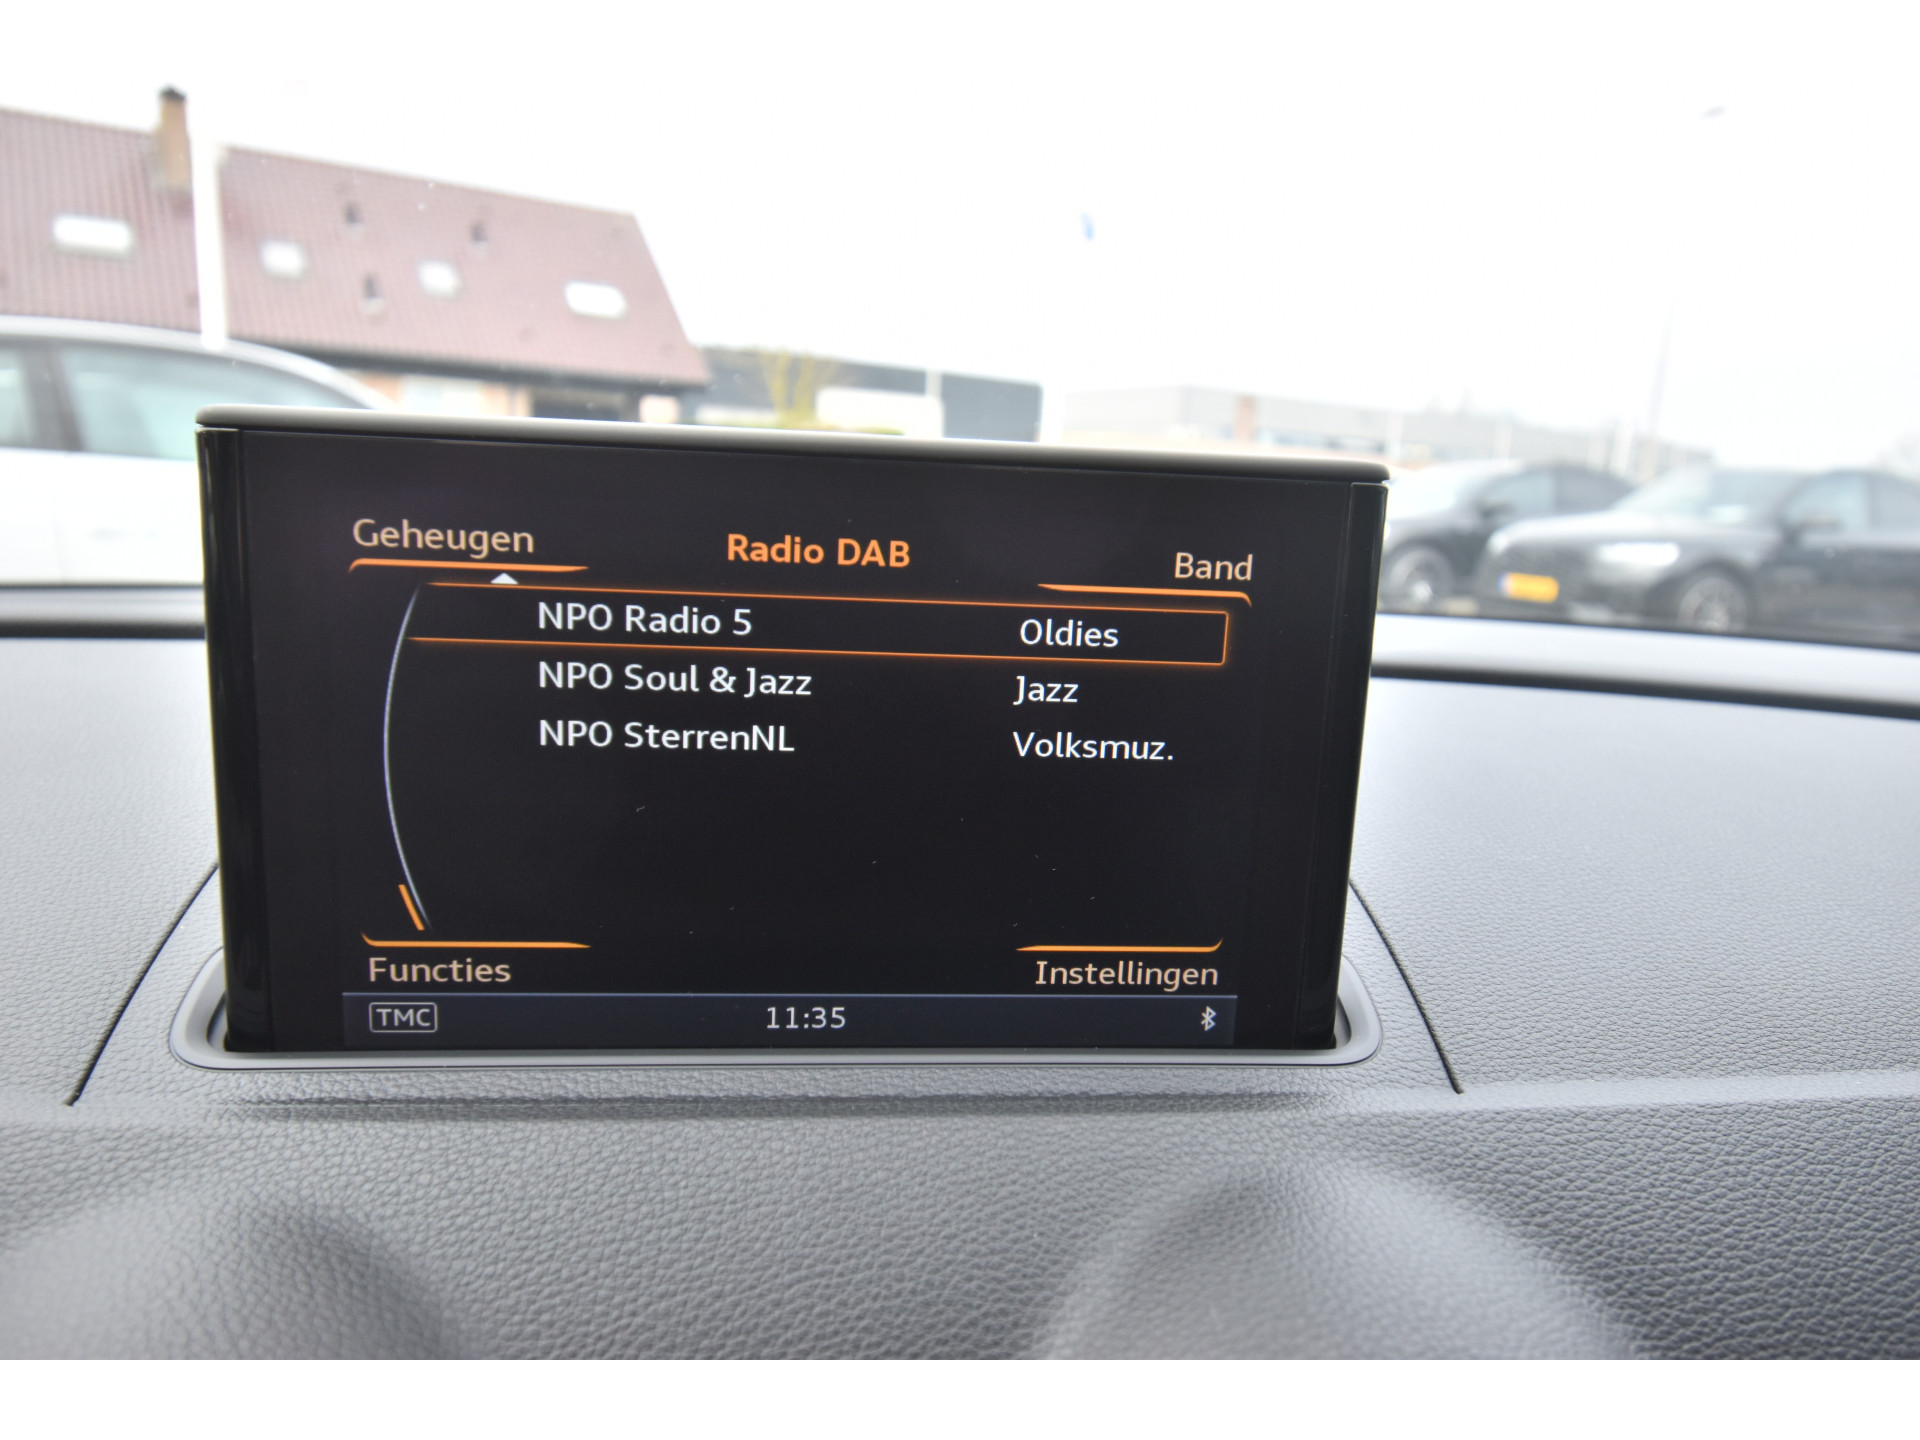 Geheugen
Radio DAB
Band
NPO Radio 5 Oldies
NPO Soul & Jazz Jazz
NPO SterrenNL Volksmuz.
Functies
Instellingen
TMC 11:35